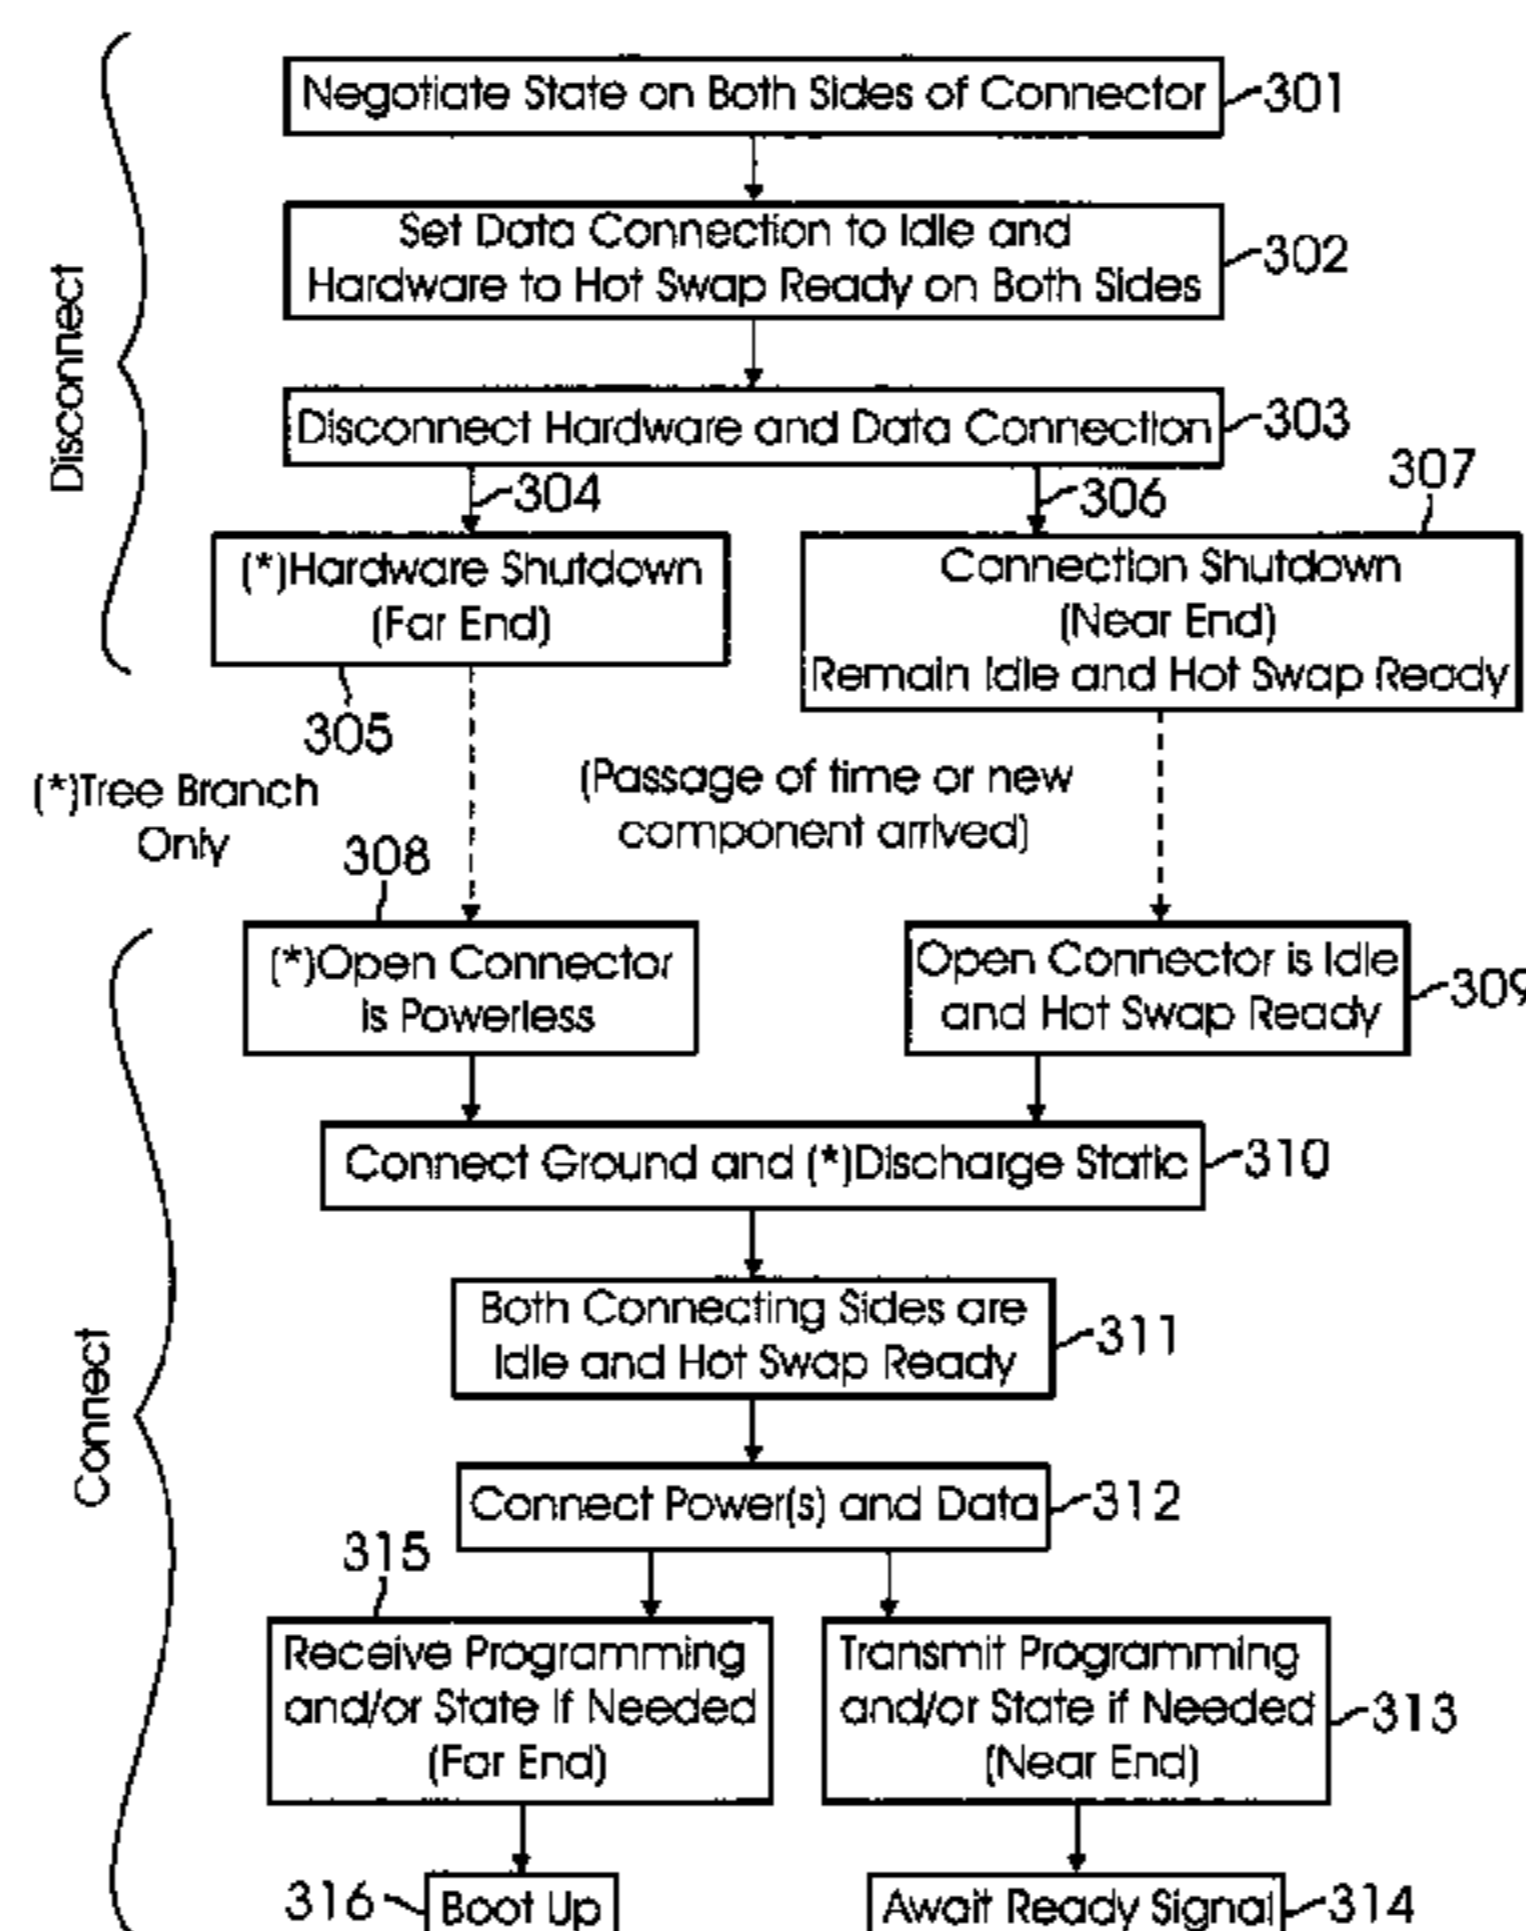 Disconnect
Negotiate State on Both Sides of Connector
301
Set Data Connection to Idle and
Hardware to Hot Swap Ready on Both Sides
302
Disconnect Hardware and Data Connection
303
304
306
307
(*)Hardware Shutdown
(Far End)
305
Connection Shutdown
(Near End)
Remain Idle and Hot Swap Ready
(*)Tree Branch
Only
(Passage of time or new
component arrived)
308
Connect
(*)Open Connector
is Powerless
Open Connector is Idle
and Hot Swap Ready
309
Connect Ground and (*)Discharge Static
310
Both Connecting Sides are
Idle and Hot Swap Ready
311
Connect Power(s) and Data
312
315
Receive Programming
and/or State if Needed
(Far End)
Transmit Programming
and/or State if Needed
(Near End)
313
316
Boot Up
Await Ready Signal
314